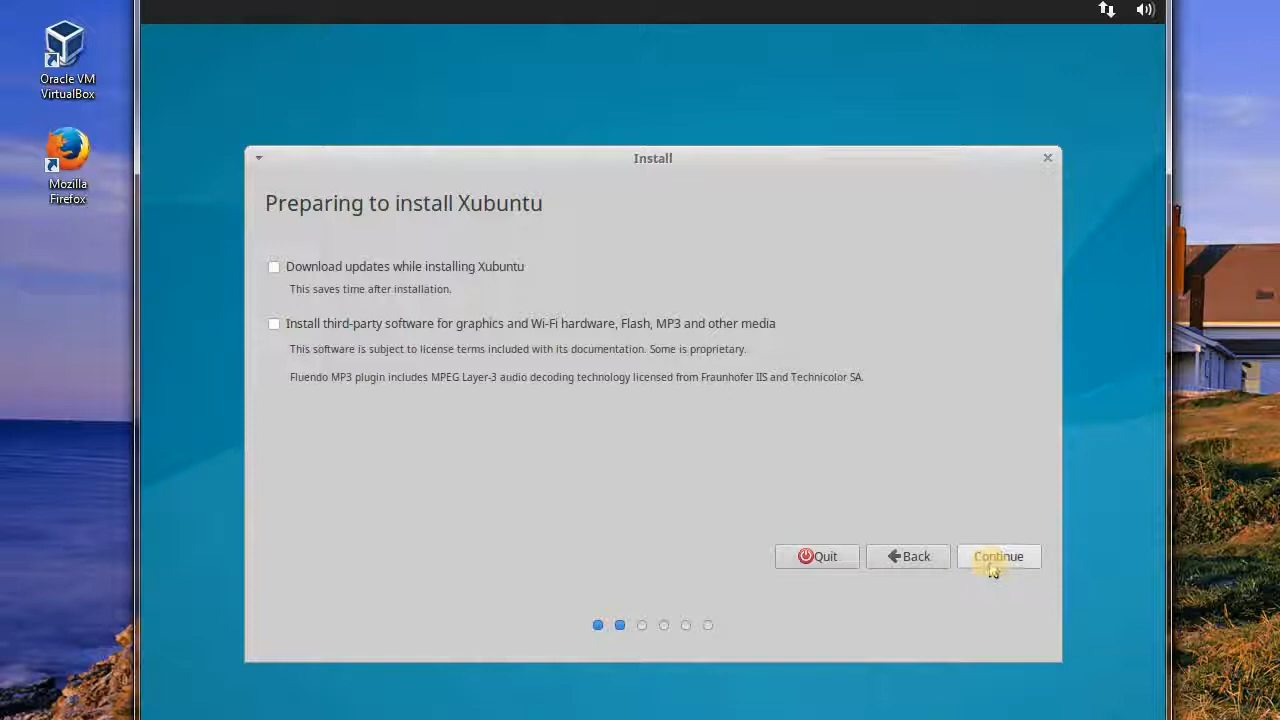 Oracle VM
VirtualBox
Mozilla
Firefox
Install
Preparing to install Xubuntu
Download updates while installing Xubuntu
This saves time after installation.
Install third-party software for graphics and Wi-Fi hardware, Flash, MP3 and other media
This software is subject to license terms included with its documentation. Some is proprietary.
Fluendo MP3 plugin includes MPEG Layer-3 audio decoding technology licensed from Fraunhofer IIS and Technicolor SA.
Quit
Back
Continue